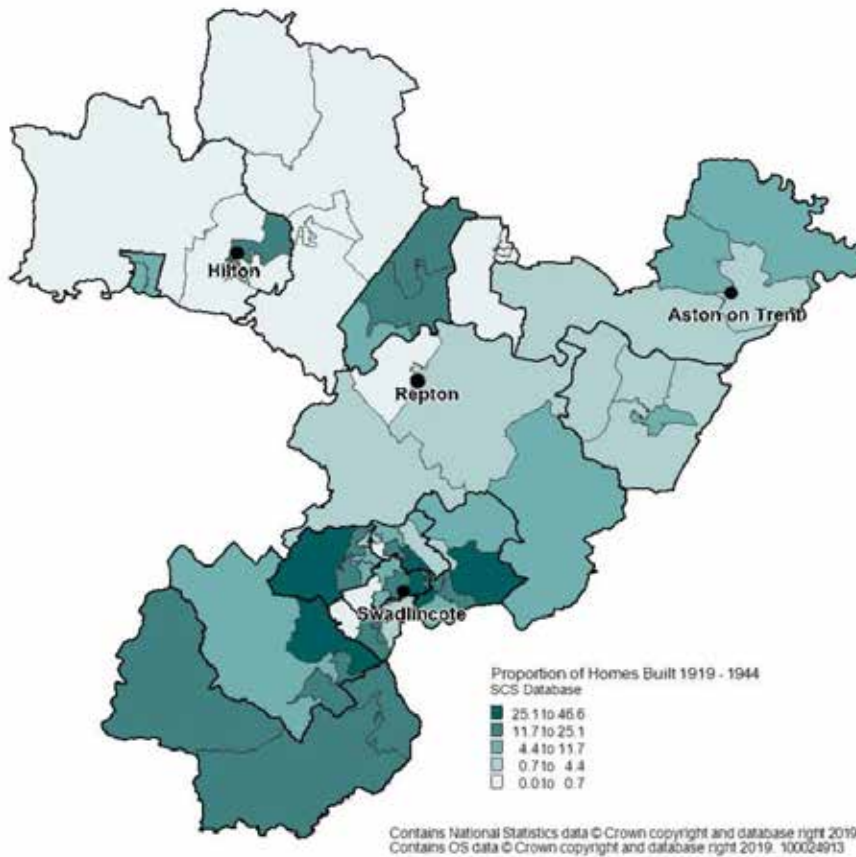 Hilton
Aston on Trent
Repton
Swadlincote
Proportion of Homes Built 1919 - 1944
SCS Database
25.1 to 46.6
11.7 to 25.1
4.4 to 11.7
0.7 to 4.4
0.0 to 0.7
Contains National Statistics data © Crown copyright and database right 2019
Contains OS data © Crown copyright and database right 2019. 100024913